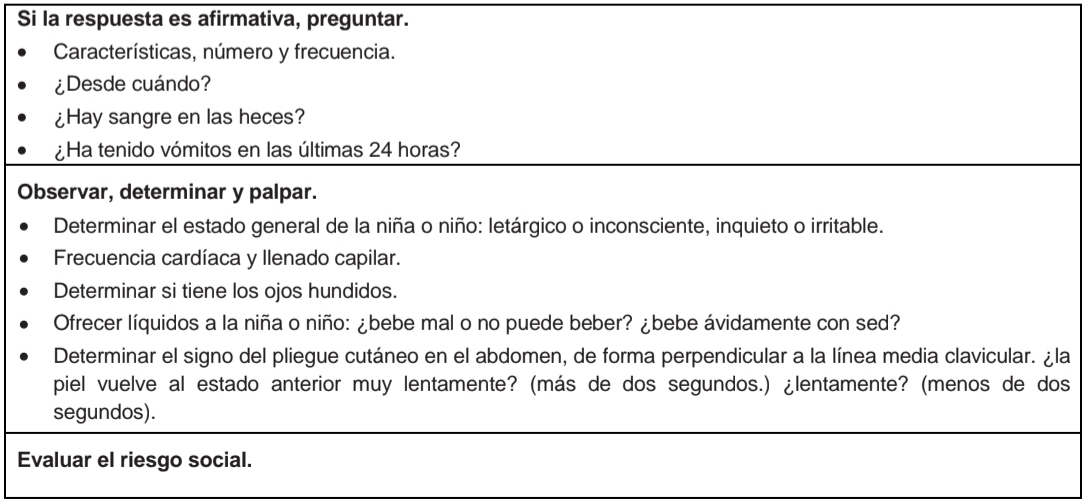 Si la respuesta es afirmativa, preguntar.
• Características, número y frecuencia.
• ¿Desde cuándo?
• ¿Hay sangre en las heces?
• ¿Ha tenido vómitos en las últimas 24 horas?
Observar, determinar y palpar.
• Determinar el estado general de la niña o niño: letárgico o inconsciente, inquieto o irritable.
• Frecuencia cardíaca y llenado capilar.
• Determinar si tiene los ojos hundidos.
• Ofrecer líquidos a la niña o niño: ¿bebe mal o no puede beber? ¿bebe ávidamente con sed?
• Determinar el signo del pliegue cutáneo en el abdomen, de forma perpendicular a la línea media clavicular. ¿la
piel vuelve al estado anterior muy lentamente? (más de dos segundos.) ¿lentamente? (menos de dos
segundos).
Evaluar el riesgo social.